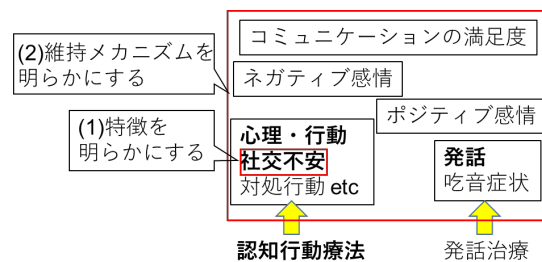 コミュニケーションの満足度
(2)維持メカニズムを
明らかにする
ネガティブ感情
ポジティブ感情
(1)特徴を
明らかにする
心理・行動
社交不安
対処行動 etc
発話
吃音症状
認知行動療法
発話治療